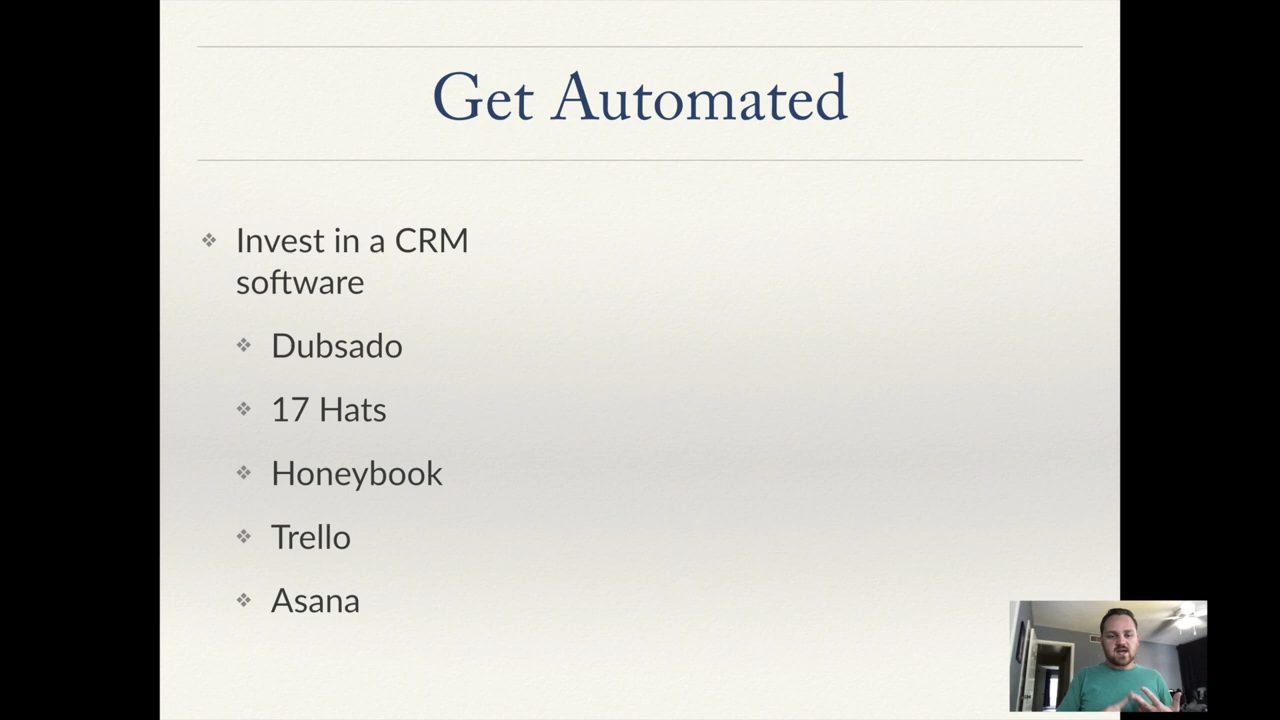 Get Automated
Invest in a CRM
software
Dubsado
17 Hats
Honeybook
Trello
Asana